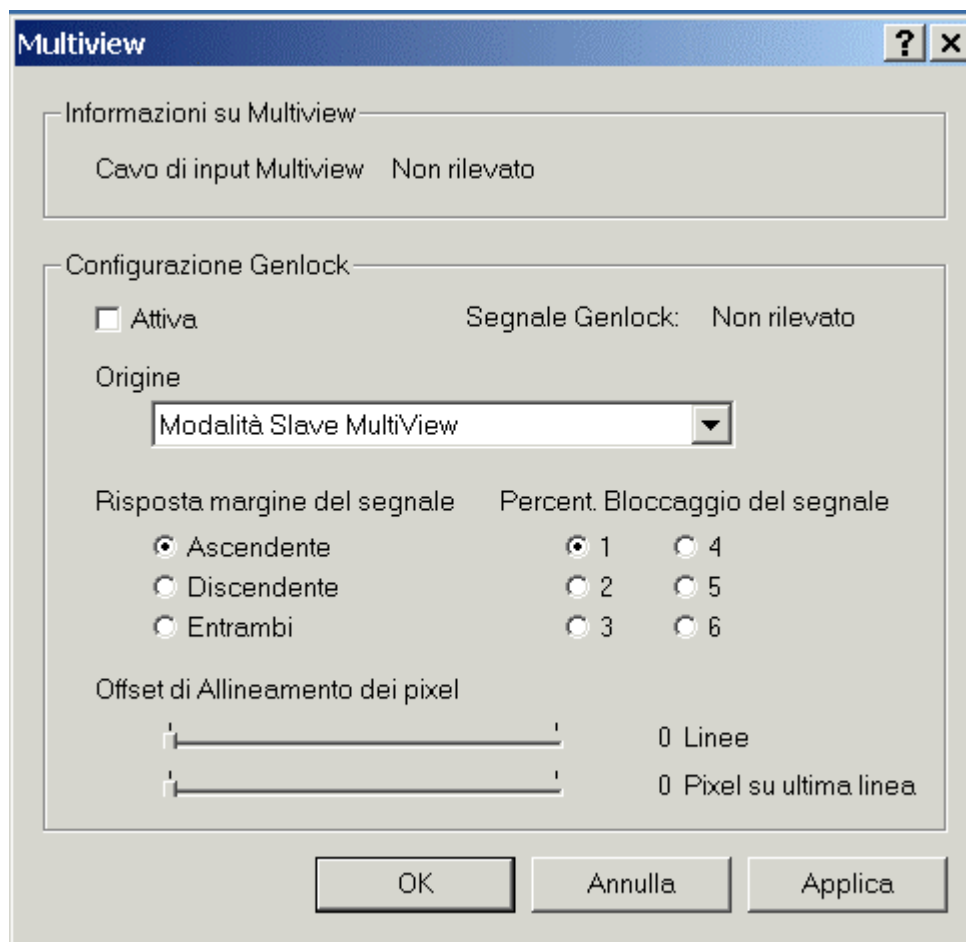 Multiview
Informazioni su Multiview
Cavo di input Multiview Non rilevato
Configurazione Genlock
Attiva Segnale Genlock: Non rilevato
Origine
Modalità Slave MultiView
Risposta margine del segnale Percent. Bloccaggio del segnale
Ascendente 1 4
Discendente 2 5
Entrambi 3 6
Offset di Allineamento dei pixel
0 Linee
0 Pixel su ultima linea
OK Annulla Applica